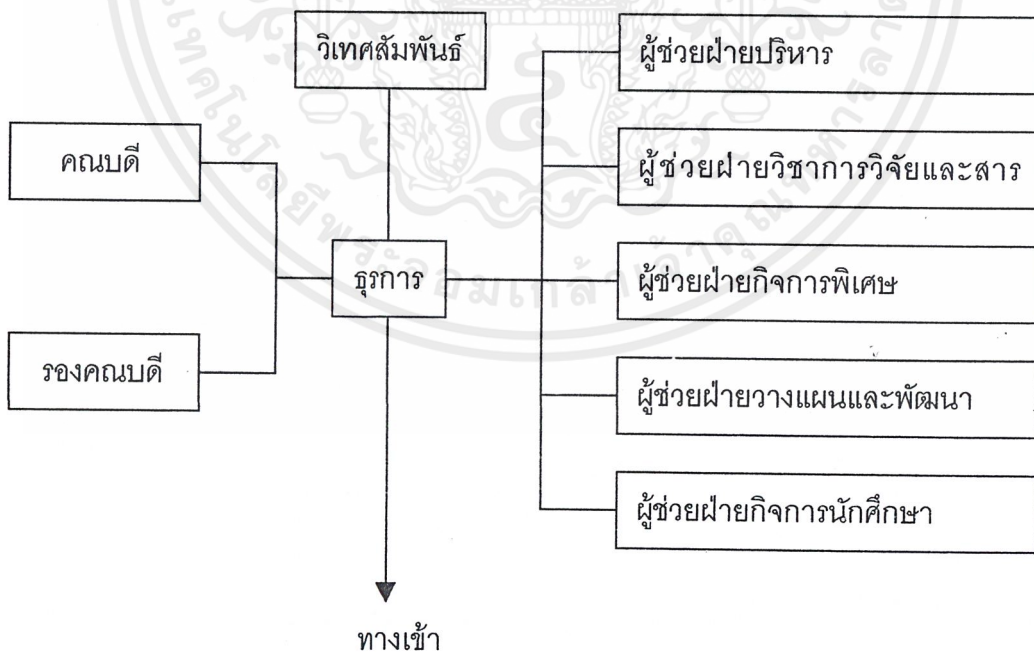 วิเทศสัมพันธ์
ผู้ช่วยฝ่ายปริหาร
คณบดี
ผู้ช่วยฝ่ายวิชาการวิจัยและสาร
ธุรการ
ผู้ช่วยฝ่ายกิจการพิเศษ
รองคณบดี
ผู้ช่วยฝ่ายวางแผนและพัฒนา
ผู้ช่วยฝ่ายกิจการนักศึกษา
ทางเข้า